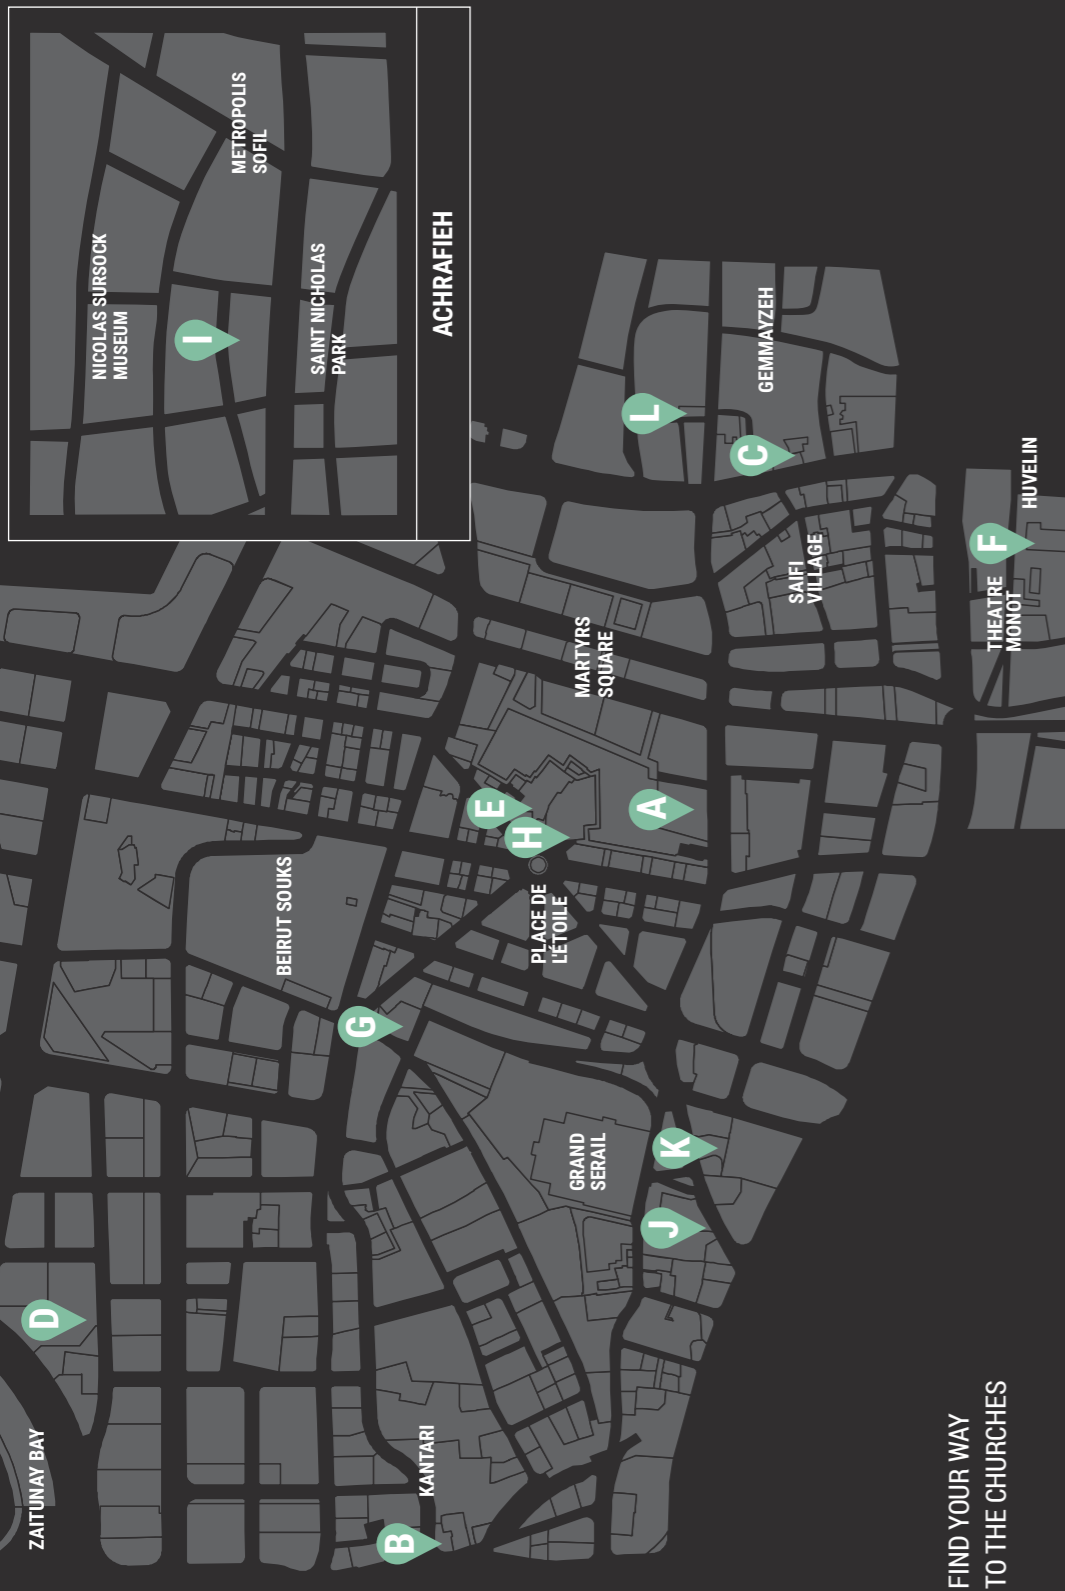 NICOLAS SURSOCK
MUSEUM
METROPOLIS
SOFIL
I
SAINT NICHOLAS
PARK
ACHRAFIEH
L
GEMMAYZEH
C
HUVELIN
F
SAIFI
VILLAGE
THEATRE
MONOT
MARTYRS
SQUARE
E
H
A
BEIRUT SOUKS
PLACE DE
L'ÉTOILE
G
GRAND
SERAIL
K
J
D
ZAITUNAY BAY
KANTARI
B
FIND YOUR WAY
TO THE CHURCHES